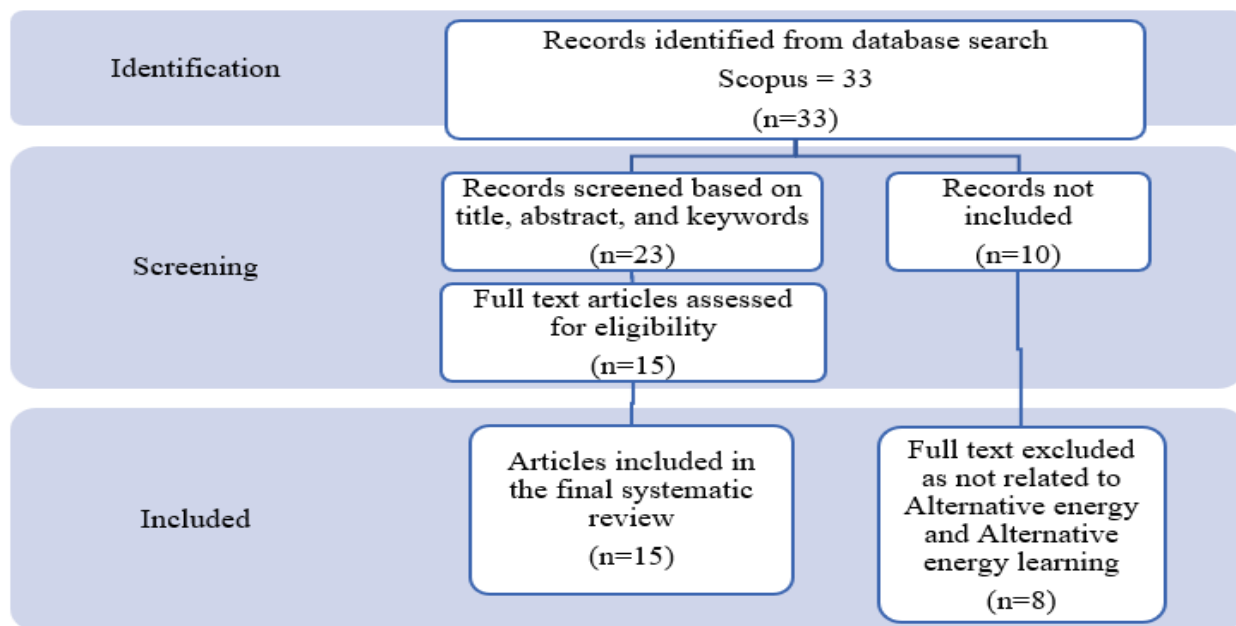 Identification
Records identified from database search
Scopus = 33
(n=33)
Screening
Records screened based on
title, abstract, and keywords
(n=23)
Records not
included
(n=10)
Full text articles assessed
for eligibility
(n=15)
Included
Articles included in
the final systematic
review
(n=15)
Full text excluded
as not related to
Alternative energy
and Alternative
energy learning
(n=8)